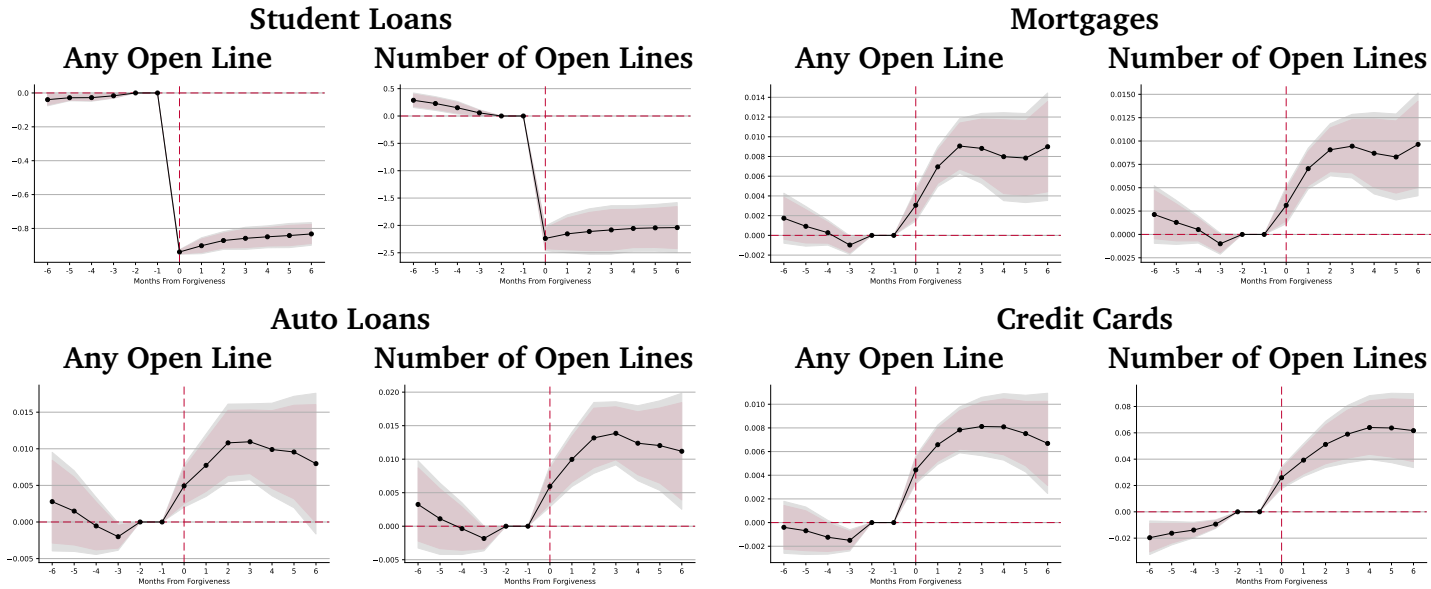 Student Loans
Any Open Line
Number of Open Lines
0.0
−0.2
−0.4
−0.6
−0.8
-6 -5 -4 -3 -2 -1 0 1 2 3 4 5 6
Months From Forgiveness
0.5
0.0
−0.5
−1.0
−1.5
−2.0
−2.5
-6 -5 -4 -3 -2 -1 0 1 2 3 4 5 6
Months From Forgiveness
Mortgages
Any Open Line
Number of Open Lines
0.014
0.012
0.010
0.008
0.006
0.004
0.002
0.000
−0.002
-6 -5 -4 -3 -2 -1 0 1 2 3 4 5 6
Months From Forgiveness
0.0150
0.0125
0.0100
0.0075
0.0050
0.0025
0.0000
−0.0025
-6 -5 -4 -3 -2 -1 0 1 2 3 4 5 6
Months From Forgiveness
Auto Loans
Any Open Line
Number of Open Lines
0.015
0.010
0.005
0.000
−0.005
-6 -5 -4 -3 -2 -1 0 1 2 3 4 5 6
Months From Forgiveness
0.020
0.015
0.010
0.005
0.000
−0.005
-6 -5 -4 -3 -2 -1 0 1 2 3 4 5 6
Months From Forgiveness
Credit Cards
Any Open Line
Number of Open Lines
0.010
0.008
0.006
0.004
0.002
0.000
−0.002
-6 -5 -4 -3 -2 -1 0 1 2 3 4 5 6
Months From Forgiveness
0.08
0.06
0.04
0.02
0.00
−0.02
-6 -5 -4 -3 -2 -1 0 1 2 3 4 5 6
Months From Forgiveness